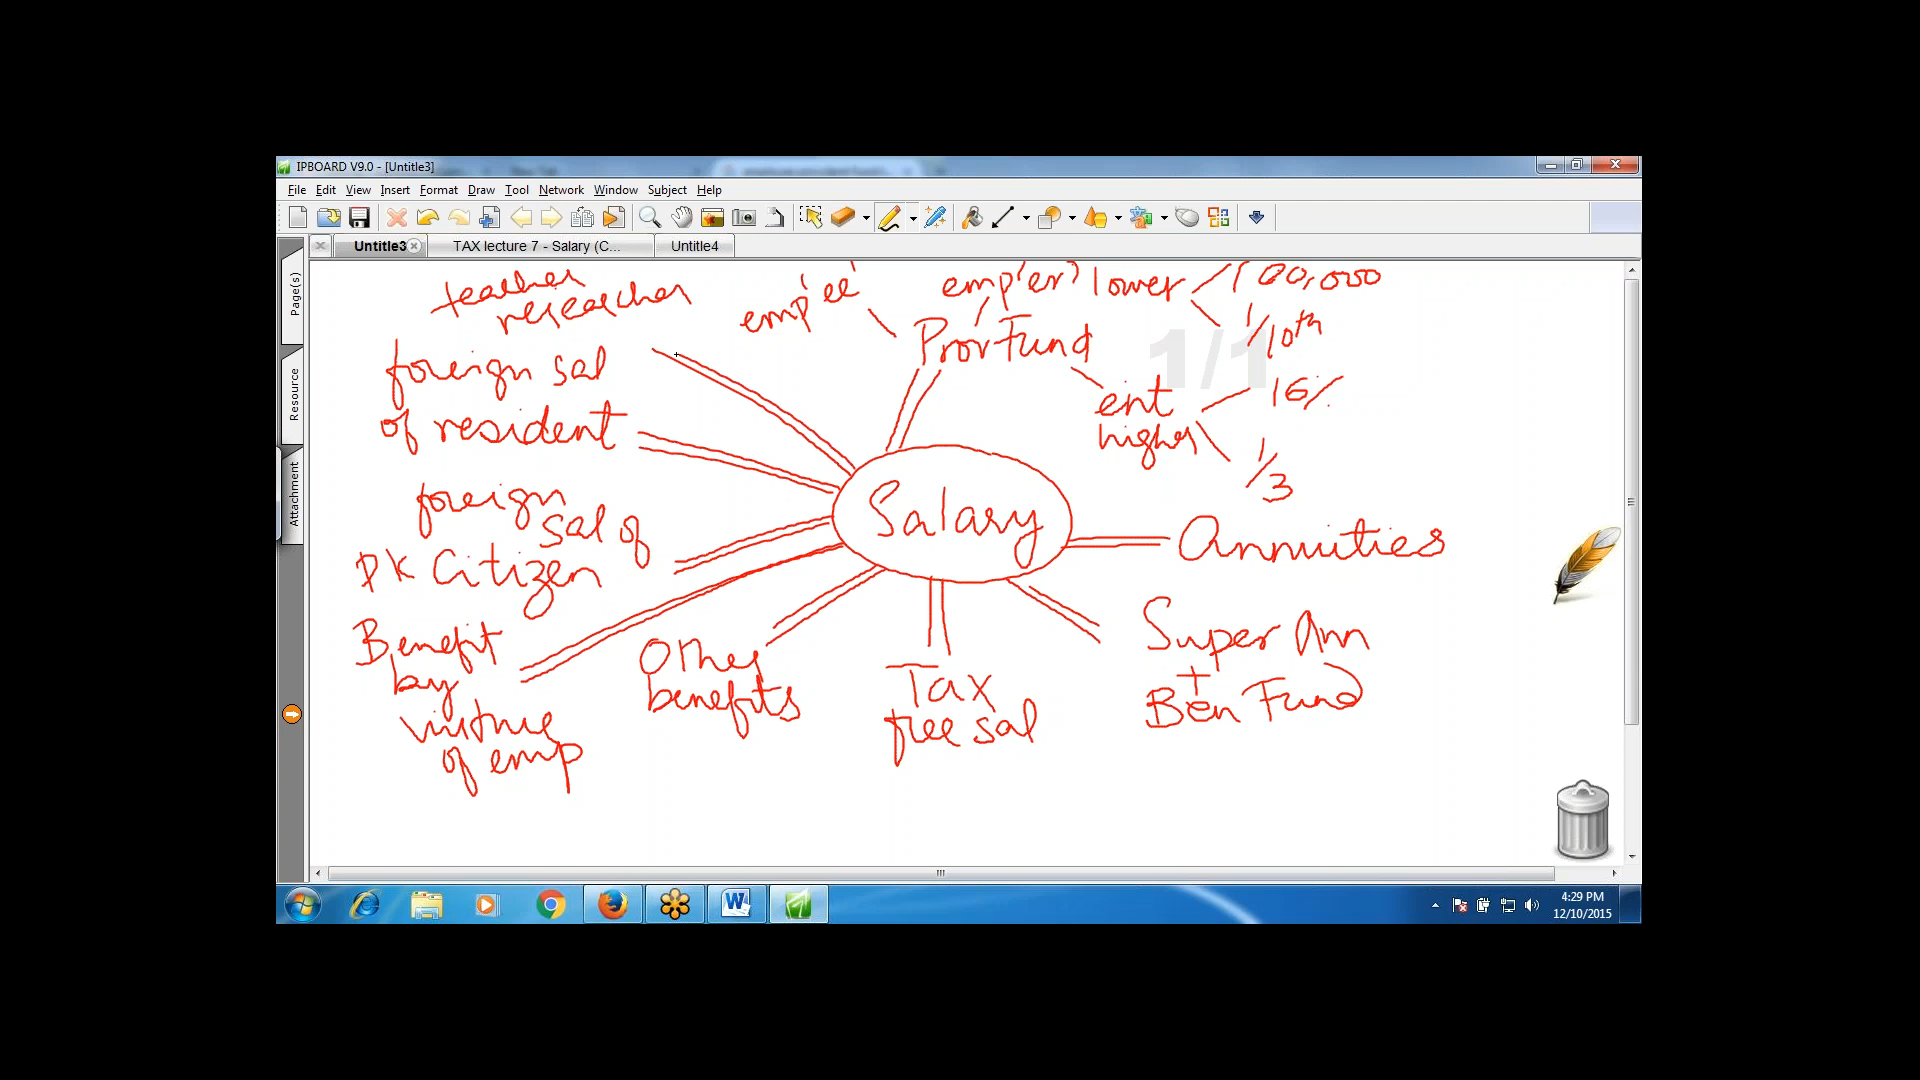 IPBOARD V9.0 - [Untitle3]
File Edit View Insert Format Draw Tool Network Window Subject Help
Untitle3 TAX lecture 7 - Salary (C... Untitle4
Page(s)
Resource
Attachment
teacher
researcher
foreign sal
of resident
foreign
sal of
PK Citizen
Benefit
by
virtue
of emp
Other
benefits
Tax
free sal
Super Ann
+
Ben Fund
Annuities
Salary
Prov Fund
emp'ee'
emp'er'
lower
100,000
1/10th
int
higher
16%
1/3
1/1
4:29 PM
12/10/2015